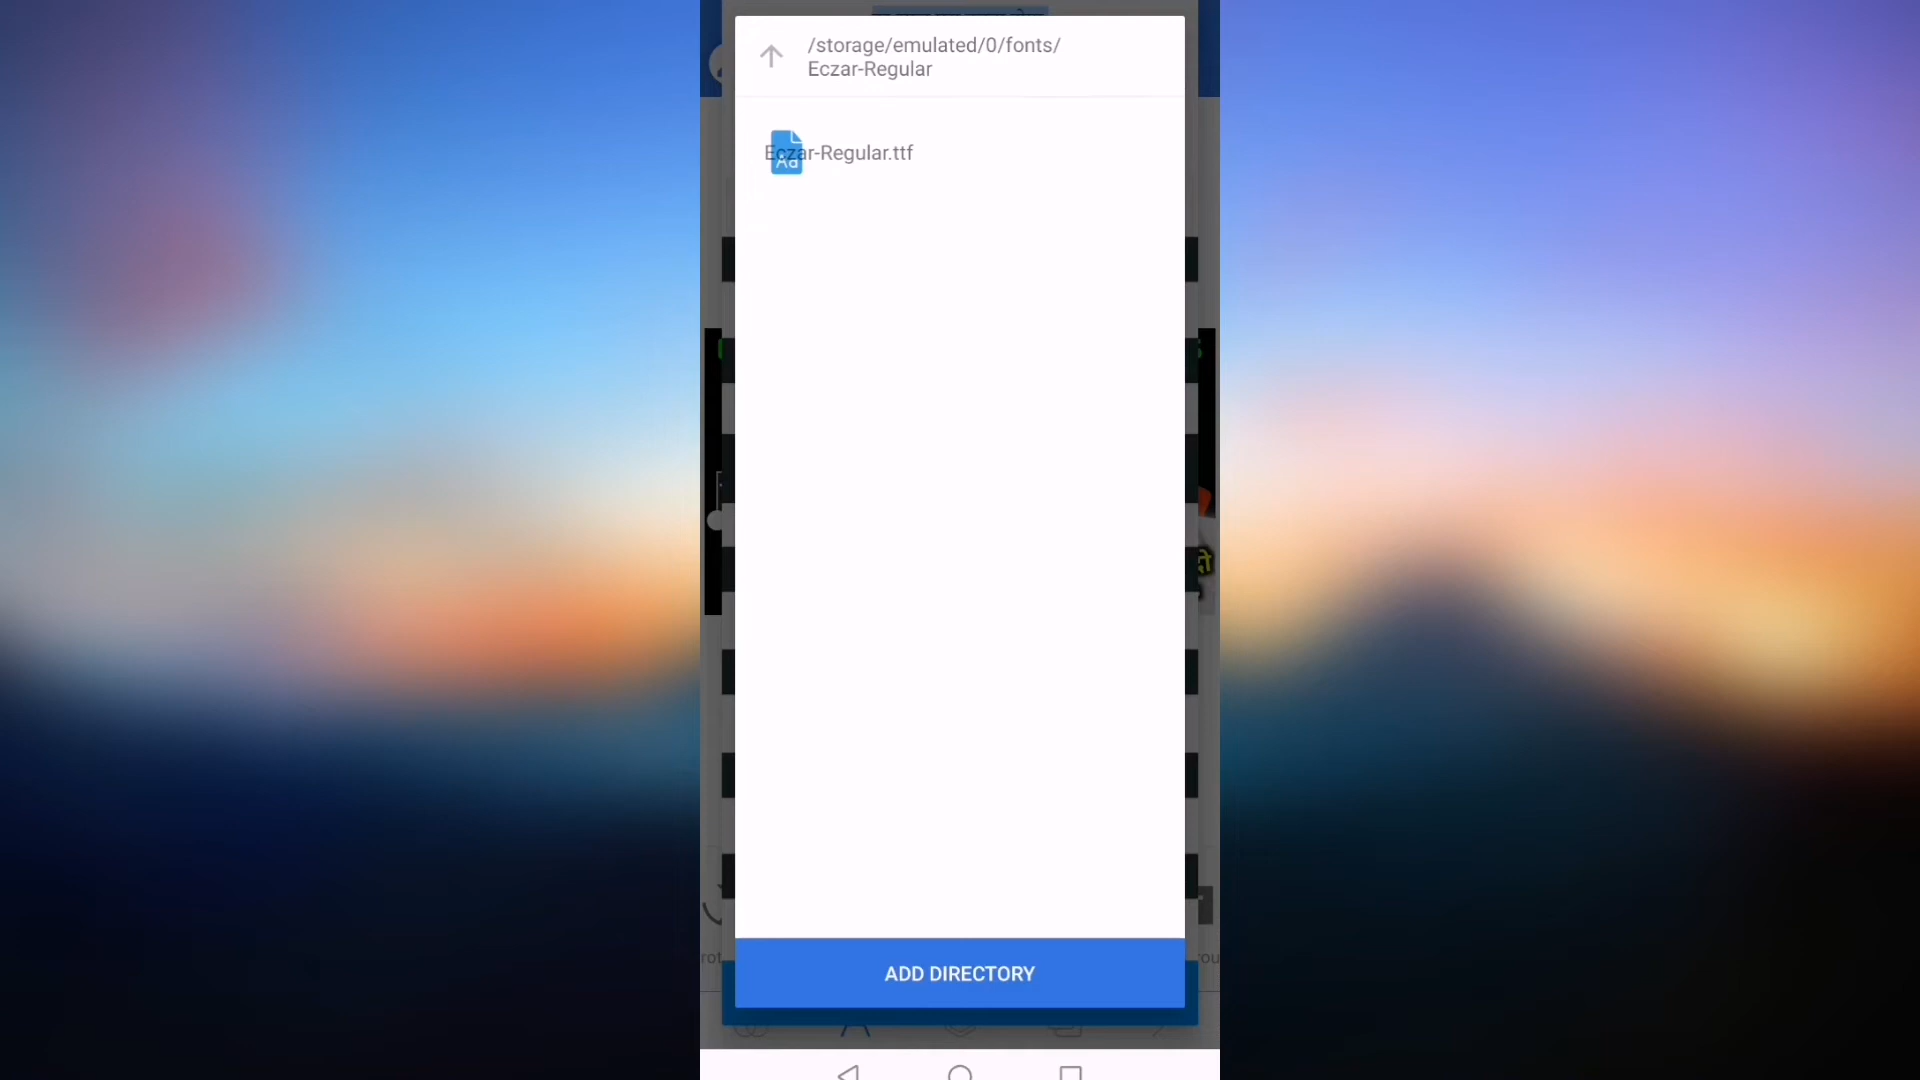 /storage/emulated/0/fonts/
Eczar-Regular
Eczar-Regular.ttf
ADD DIRECTORY